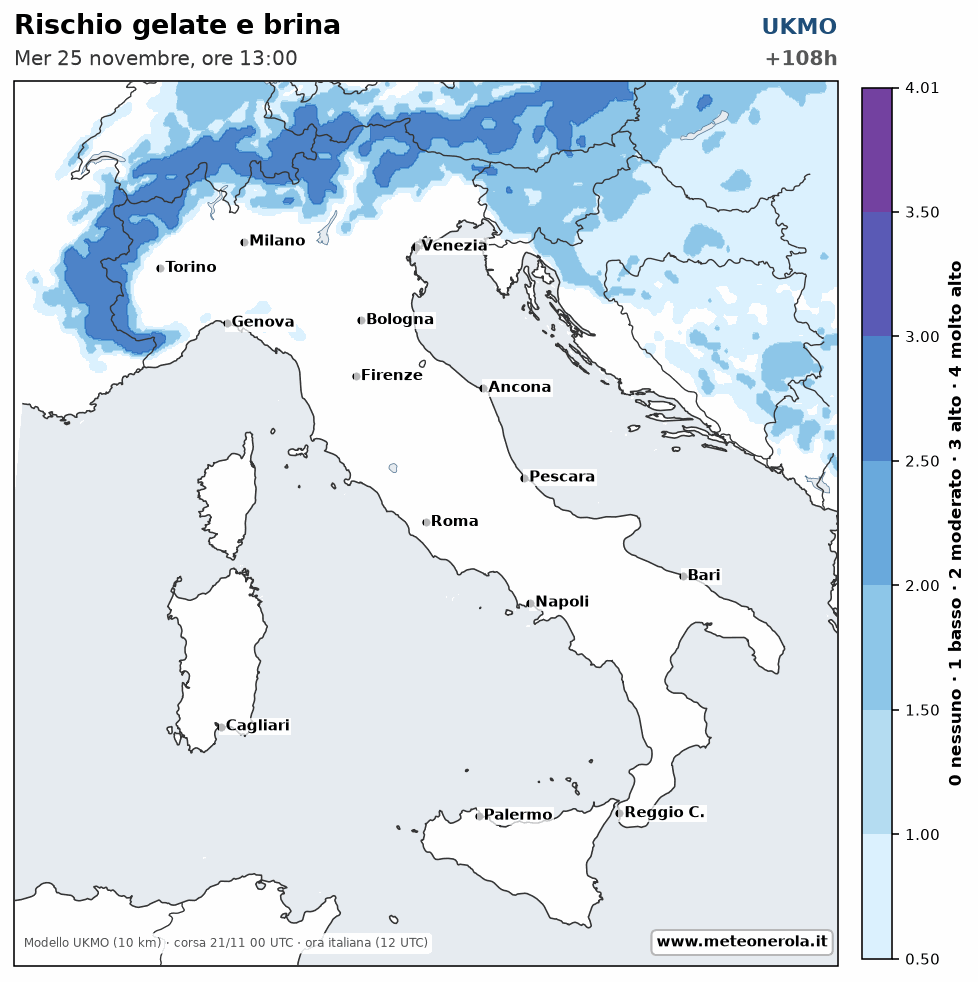 Rischio gelate e brina
UKMO
Mer 25 novembre, ore 13:00
+108h
4.01
3.50
3.00
2.50
2.00
1.50
1.00
0.50
0 nessuno · 1 basso · 2 moderato · 3 alto · 4 molto alto
Milano
Venezia
Torino
Genova
Bologna
Firenze
Ancona
Pescara
Roma
Bari
Napoli
Cagliari
Palermo
Reggio C.
Modello UKMO (10 km) · corsa 21/11 00 UTC · ora italiana (12 UTC)
www.meteonerola.it